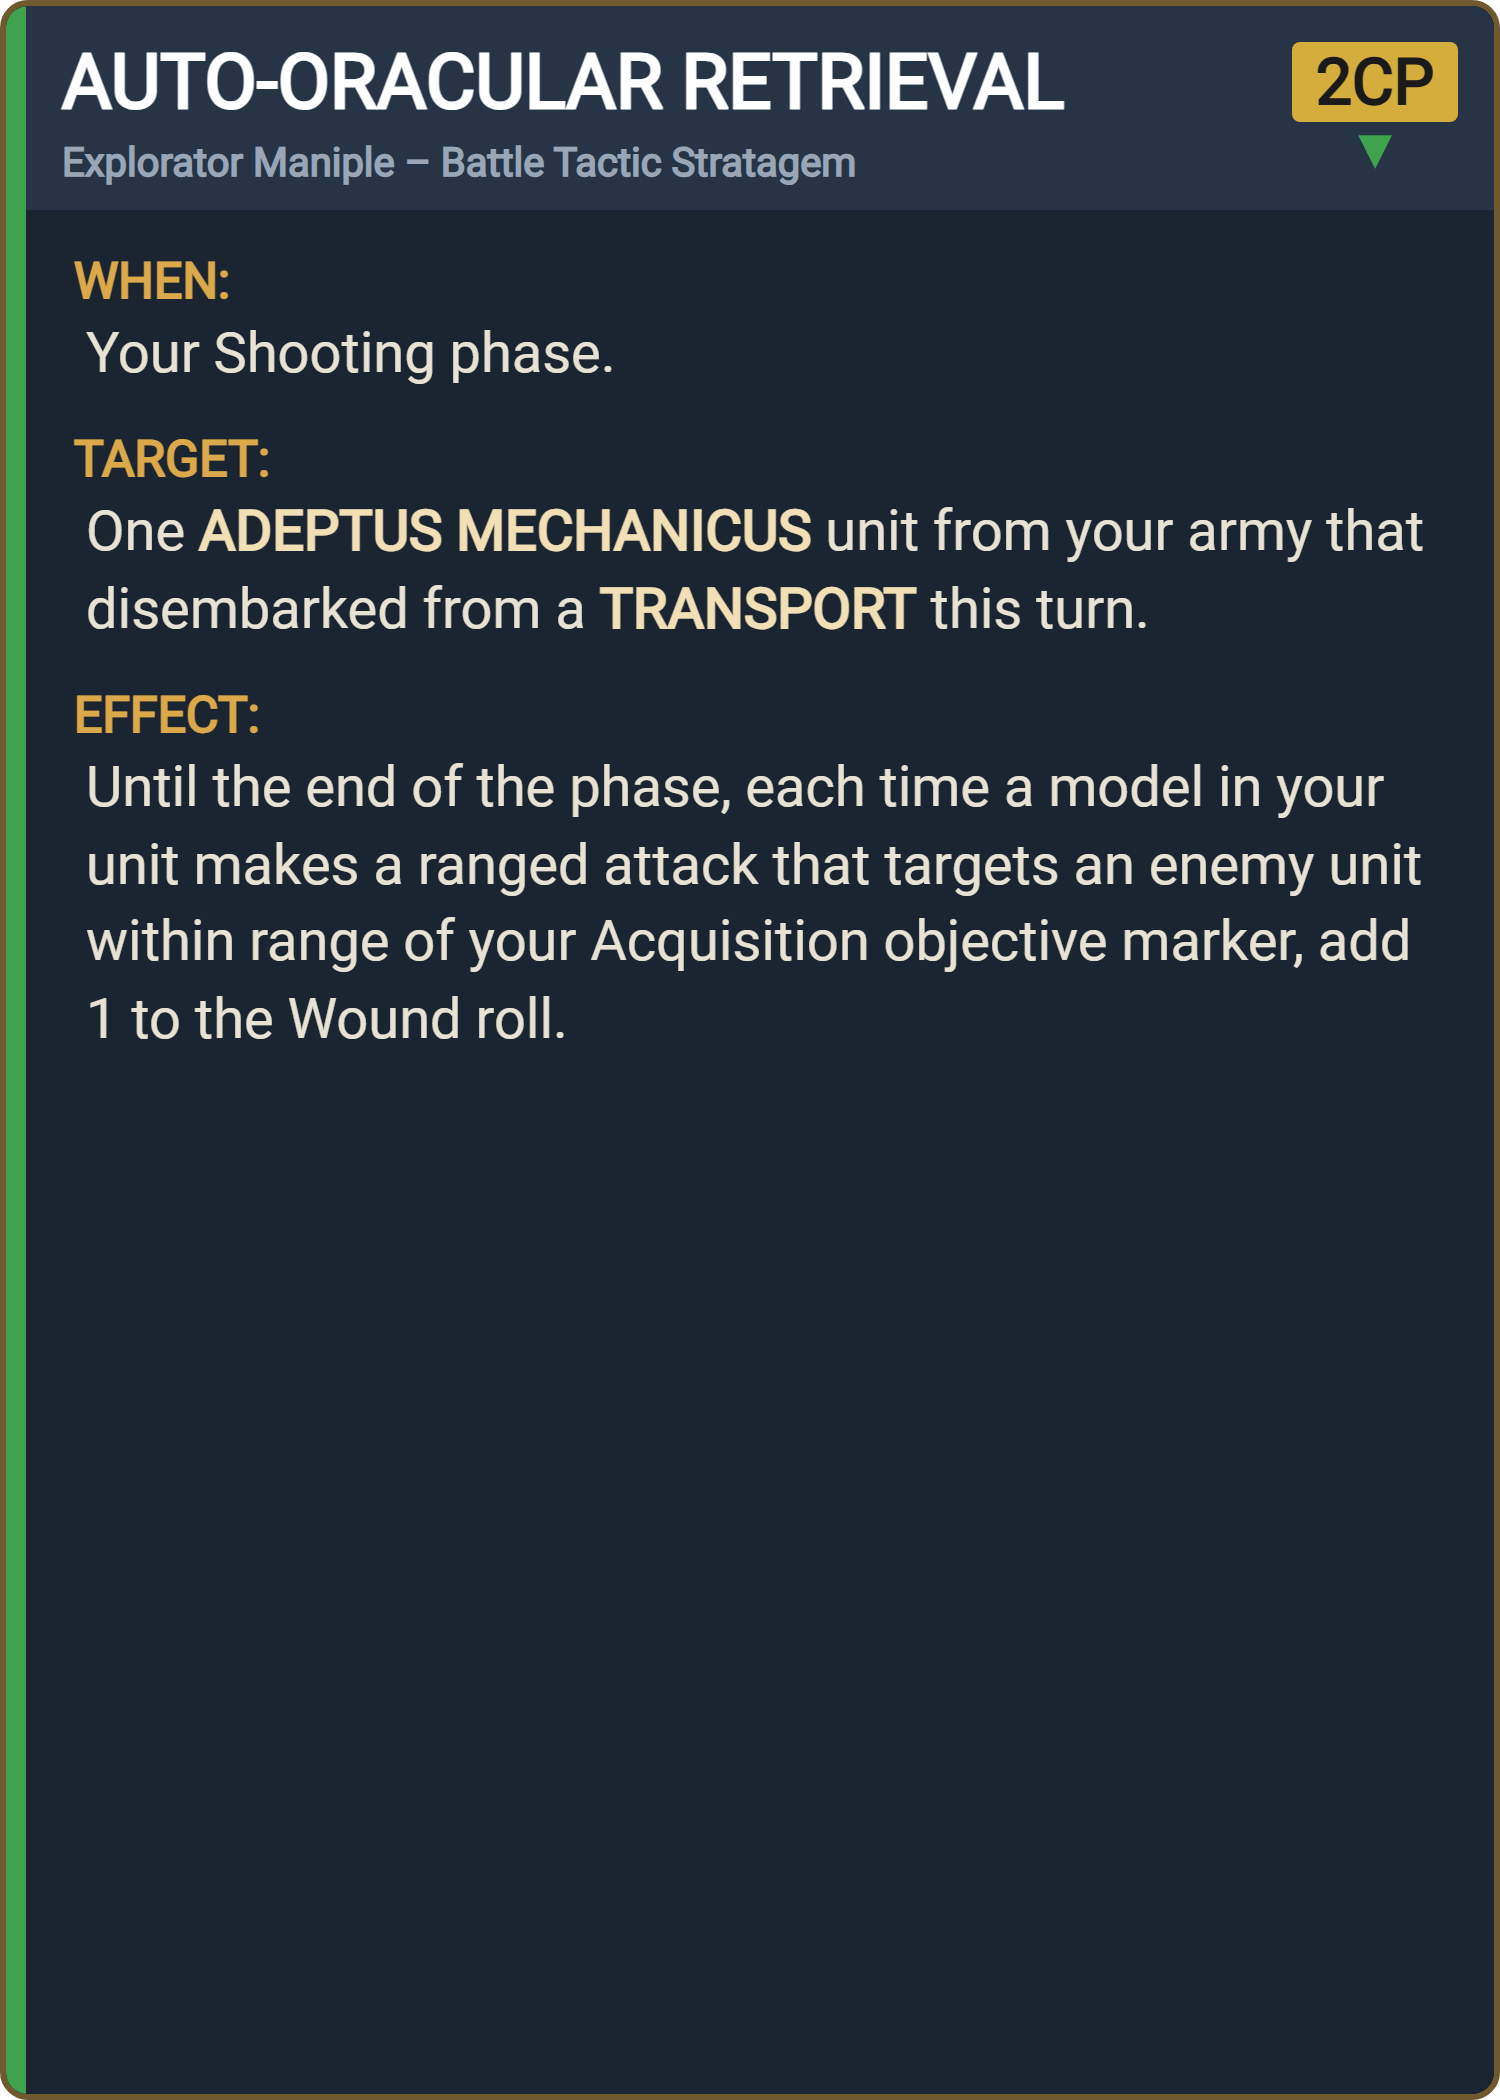 AUTO-ORACULAR RETRIEVAL
2CP
Explorator Maniple – Battle Tactic Stratagem
WHEN:
Your Shooting phase.
TARGET:
One ADEPTUS MECHANICUS unit from your army that
disembarked from a TRANSPORT this turn.
EFFECT:
Until the end of the phase, each time a model in your
unit makes a ranged attack that targets an enemy unit
within range of your Acquisition objective marker, add
1 to the Wound roll.